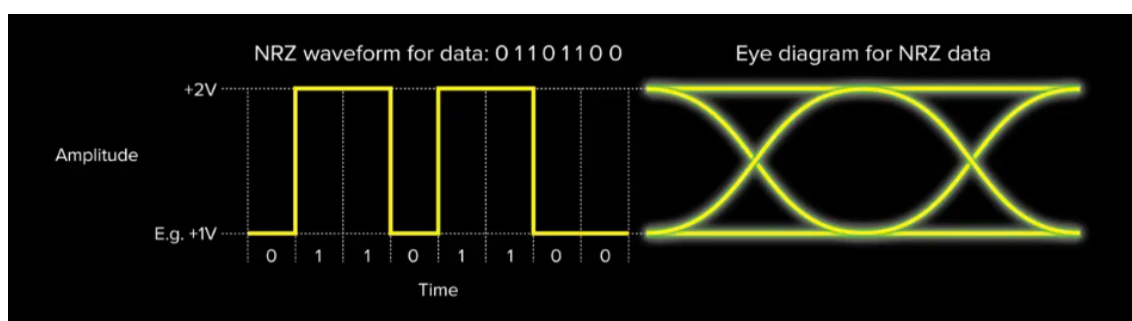 NRZ waveform for data: 0 1 1 0 1 1 0 0
Eye diagram for NRZ data
+2V
Amplitude
E.g. +1V
0 1 1 0 1 1 0 0
Time